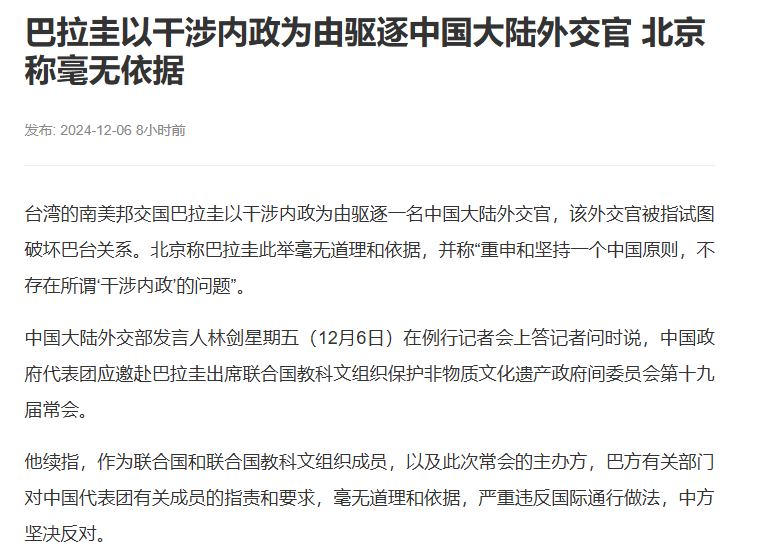 巴拉圭以干涉内政为由驱逐中国大陆外交官 北京
称毫无依据
发布: 2024-12-06 8小时前
台湾的南美邦交国巴拉圭以干涉内政为由驱逐一名中国大陆外交官，该外交官被指试图
破坏巴台关系。北京称巴拉圭此举毫无道理和依据，并称“重申和坚持一个中国原则，不
存在所谓‘干涉内政’的问题”。
中国大陆外交部发言人林剑星期五（12月6日）在例行记者会上答记者问时说，中国政
府代表团应邀赴巴拉圭出席联合国教科文组织保护非物质文化遗产政府间委员会第十九
届常会。
他续指，作为联合国和联合国教科文组织成员，以及此次常会的主办方，巴方有关部门
对中国代表团有关成员的指责和要求，毫无道理和依据，严重违反国际通行做法，中方
坚决反对。